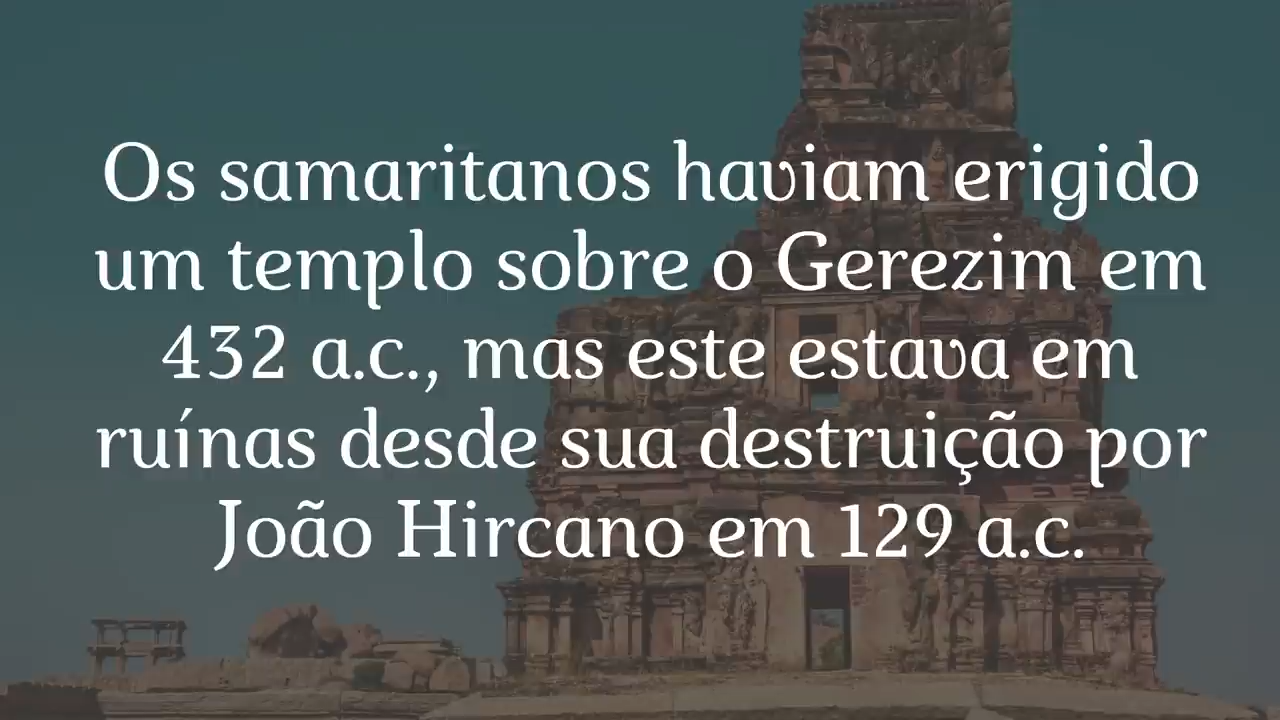 Os samaritanos haviam erigido
um templo sobre o Gerezim em
432 a.c., mas este estava em
ruínas desde sua destruição por
João Hircano em 129 a.c.